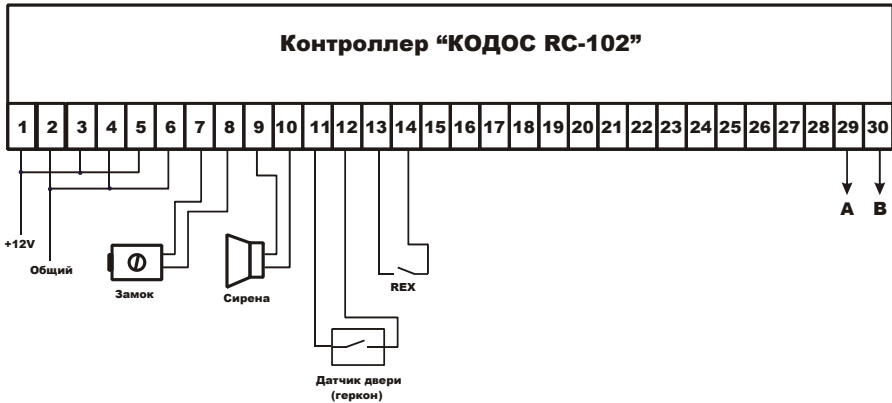 Контроллер “КОДОС RC-102”
1 2 3 4 5 6 7 8 9 10 11 12 13 14 15 16 17 18 19 20 21 22 23 24 25 26 27 28 29 30
A B
+12V
Общий
Замок
Сирена
REX
Датчик двери
(геркон)